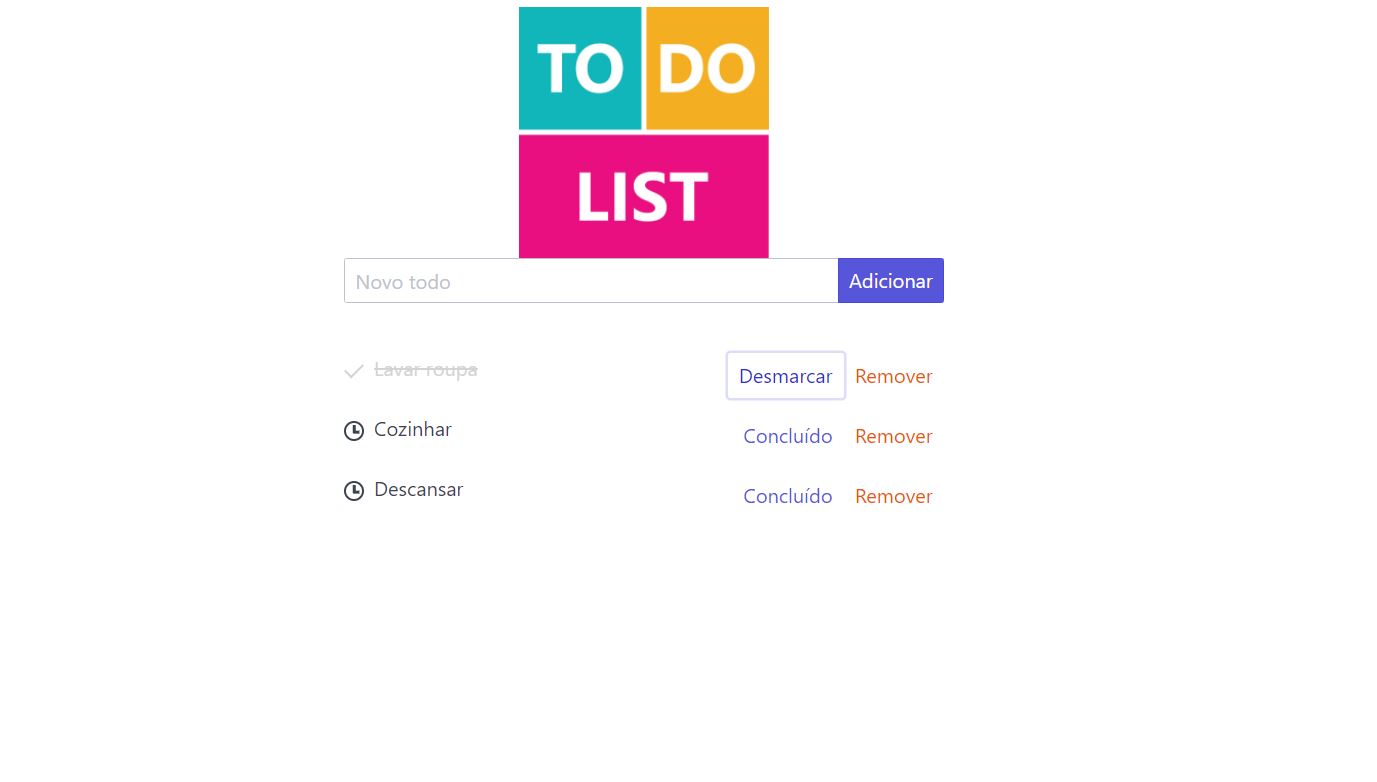 TO DO
LIST
Novo todo Adicionar
Lavar roupa Desmarcar Remover
Cozinhar Concluído Remover
Descansar Concluído Remover